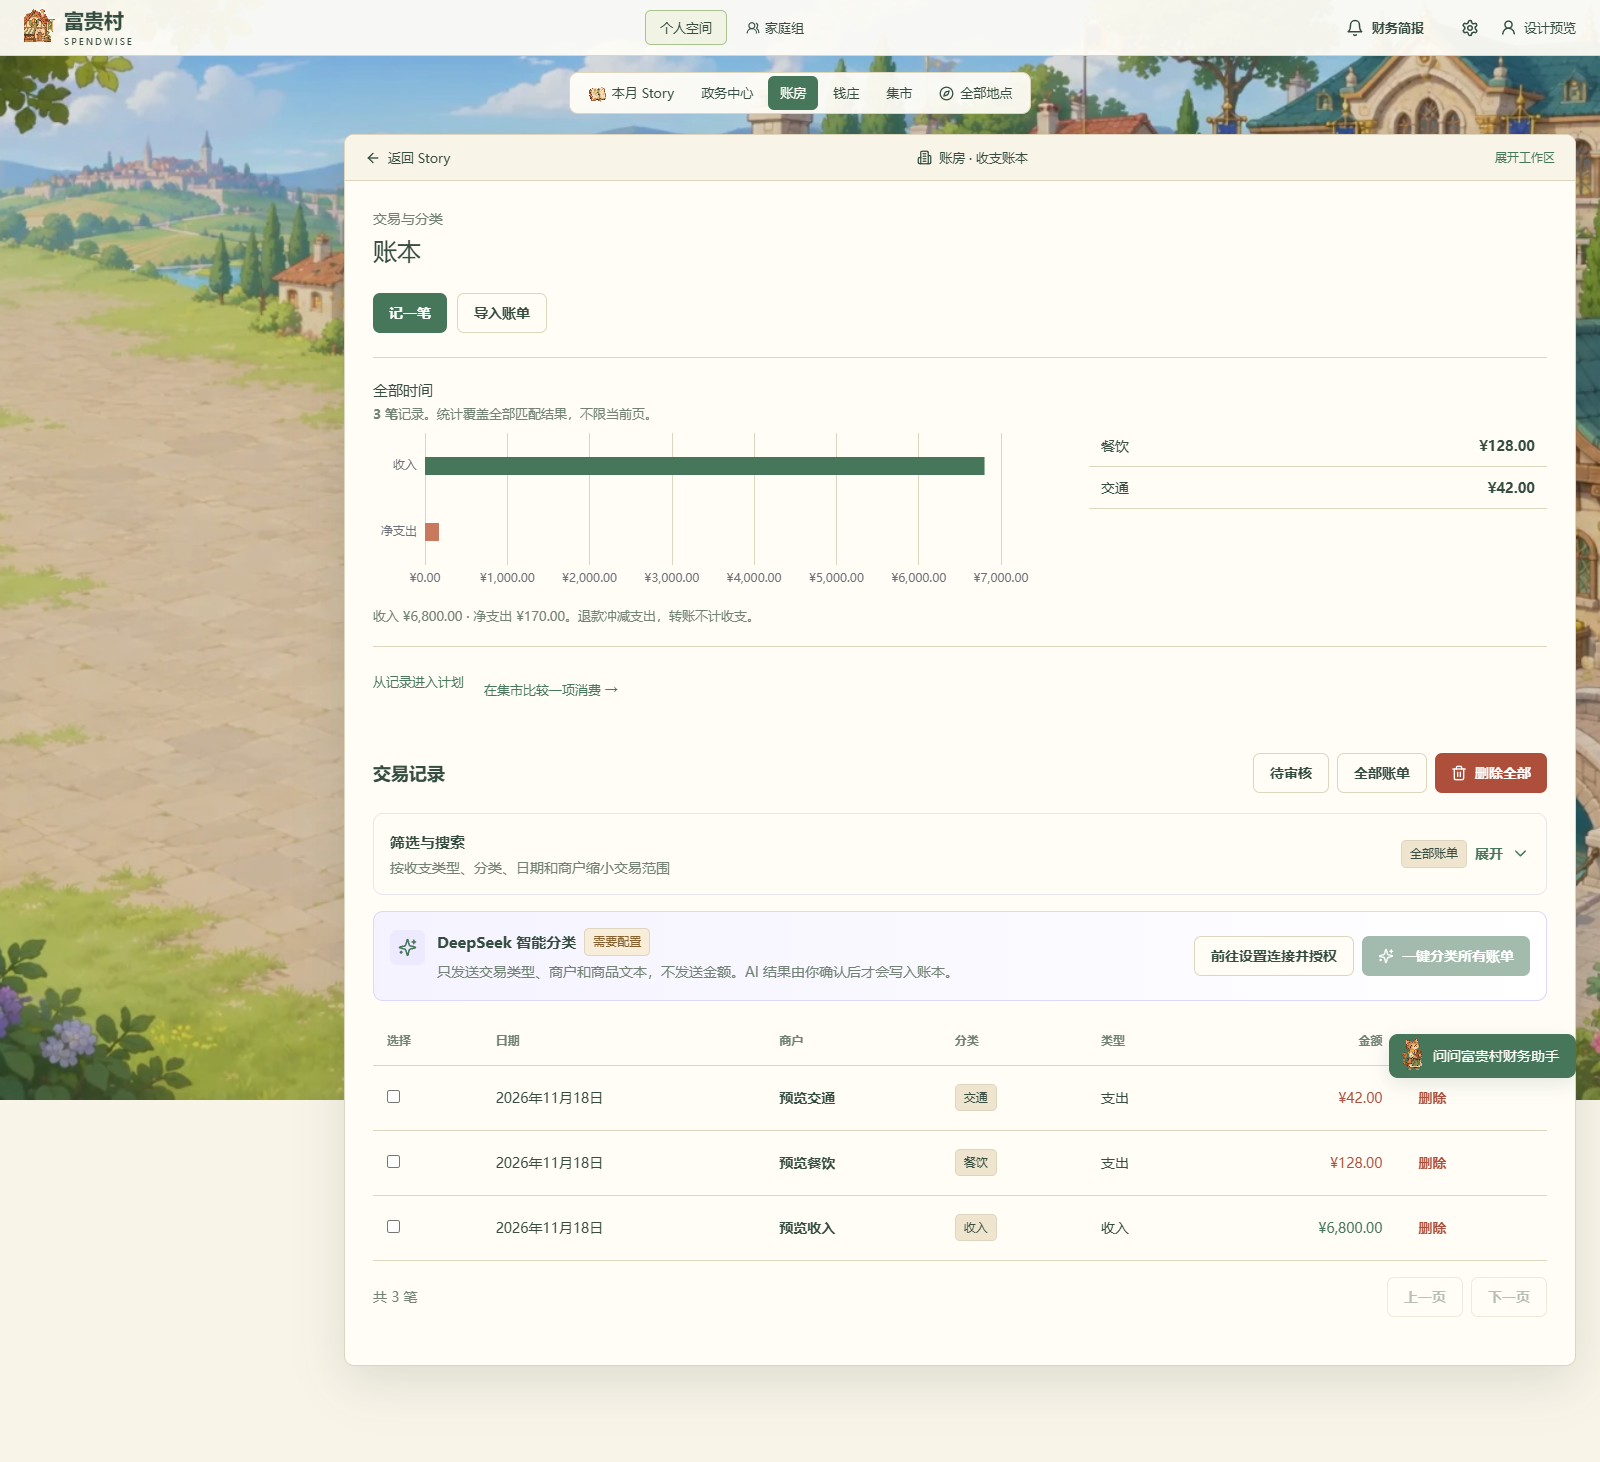 富贵村
SPENDWISE
个人空间
家庭组
财务简报
设计预览
本月 Story
政务中心
账房
钱庄
集市
全部地点
返回 Story
账房 · 收支账本
展开工作区
交易与分类
账本
记一笔
导入账单
全部时间
3 笔记录。统计覆盖全部匹配结果，不限当前页。
收入
净支出
¥0.00
¥1,000.00
¥2,000.00
¥3,000.00
¥4,000.00
¥5,000.00
¥6,000.00
¥7,000.00
餐饮
¥128.00
交通
¥42.00
收入 ¥6,800.00 · 净支出 ¥170.00。退款冲减支出，转账不计收支。
从记录进入计划
在集市比较一项消费 →
交易记录
待审核
全部账单
删除全部
筛选与搜索
按收支类型、分类、日期和商户缩小交易范围
全部账单
展开
DeepSeek 智能分类
需要配置
只发送交易类型、商户和商品文本，不发送金额。AI 结果由你确认后才会写入账本。
前往设置连接并授权
一键分类所有账单
选择 日期 商户 分类 类型 金额
问问富贵村财务助手
2026年11月18日 预览交通 交通 支出 ¥42.00 删除
2026年11月18日 预览餐饮 餐饮 支出 ¥128.00 删除
2026年11月18日 预览收入 收入 收入 ¥6,800.00 删除
共 3 笔
上一页
下一页